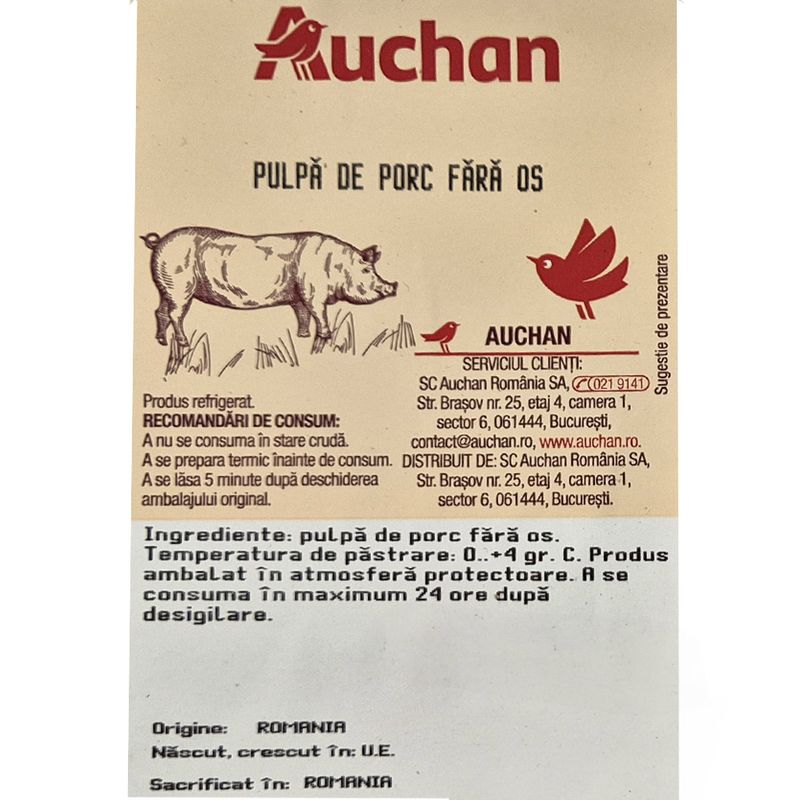 Auchan
PULPĂ DE PORC FĂRĂ OS
Sugestie de prezentare
AUCHAN
SERVICIUL CLIENȚI:
SC Auchan România SA, 021 9141
Str. Brașov nr. 25, etaj 4, camera 1,
sector 6, 061444, București,
contact@auchan.ro, www.auchan.ro.
DISTRIBUIT DE: SC Auchan România SA,
Str. Brașov nr. 25, etaj 4, camera 1,
sector 6, 061444, București.
Produs refrigerat.
RECOMANDĂRI DE CONSUM:
A nu se consuma în stare crudă.
A se prepara termic înainte de consum.
A se lăsa 5 minute după deschiderea
ambalajului original.
Ingrediente: pulpă de porc fără os.
Temperatura de păstrare: 0..+4 gr. C. Produs
ambalat în atmosferă protectoare. A se
consuma în maximum 24 ore după
desigilare.
Origine: ROMANIA
Născut, crescut în: U.E.
Sacrificat în: ROMANIA